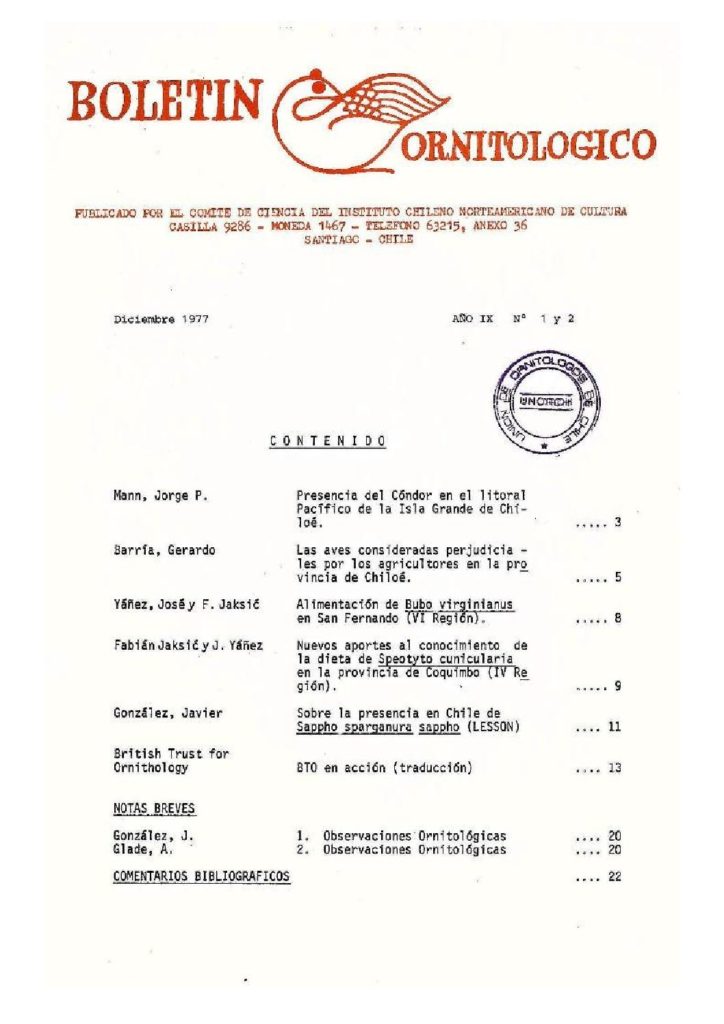 BOLETIN
ORNITOLOGICO
PUBLICADO POR EL COMITE DE CIENCIA DEL INSTITUTO CHILENO NORTEAMERICANO DE CULTURA
CASILLA 9286 - MONEDA 1467 - TELEFONO 63215, ANEXO 36
SANTIAGO - CHILE
Diciembre 1977 AÑO IX Nº 1 y 2
UNION DE ORNITOLOGOS DE CHILE
UNORCH
CONTENIDO
Mann, Jorge P. Presencia del Cóndor en el litoral
Pacífico de la Isla Grande de Chi-
loé. ..... 3
Barría, Gerardo Las aves consideradas perjudicia -
les por los agricultores en la pro
vincia de Chiloé. ..... 5
Yáñez, José y F. Jaksić Alimentación de Bubo virginianus
en San Fernando (VI Región). ..... 8
Fabián Jaksić y J. Yáñez Nuevos aportes al conocimiento de
la dieta de Speotyto cunicularia
en la provincia de Coquimbo (IV Re
gión). ..... 9
González, Javier Sobre la presencia en Chile de
Sappho sparganura sappho (LESSON) .... 11
British Trust for
Ornithology BTO en acción (traducción) .... 13
NOTAS BREVES
González, J. 1. Observaciones Ornitológicas .... 20
Glade, A. 2. Observaciones Ornitológicas .... 20
COMENTARIOS BIBLIOGRAFICOS .... 22